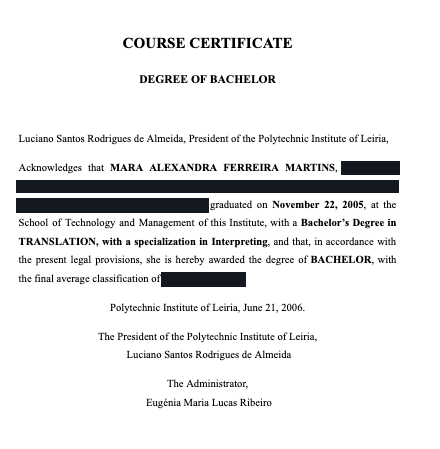 COURSE CERTIFICATE
DEGREE OF BACHELOR
Luciano Santos Rodrigues de Almeida, President of the Polytechnic Institute of Leiria,
Acknowledges that MARA ALEXANDRA FERREIRA MARTINS,
graduated on November 22, 2005, at the
School of Technology and Management of this Institute, with a Bachelor's Degree in
TRANSLATION, with a specialization in Interpreting, and that, in accordance with
the present legal provisions, she is hereby awarded the degree of BACHELOR, with
the final average classification of
Polytechnic Institute of Leiria, June 21, 2006.
The President of the Polytechnic Institute of Leiria,
Luciano Santos Rodrigues de Almeida
The Administrator,
Eugénia Maria Lucas Ribeiro